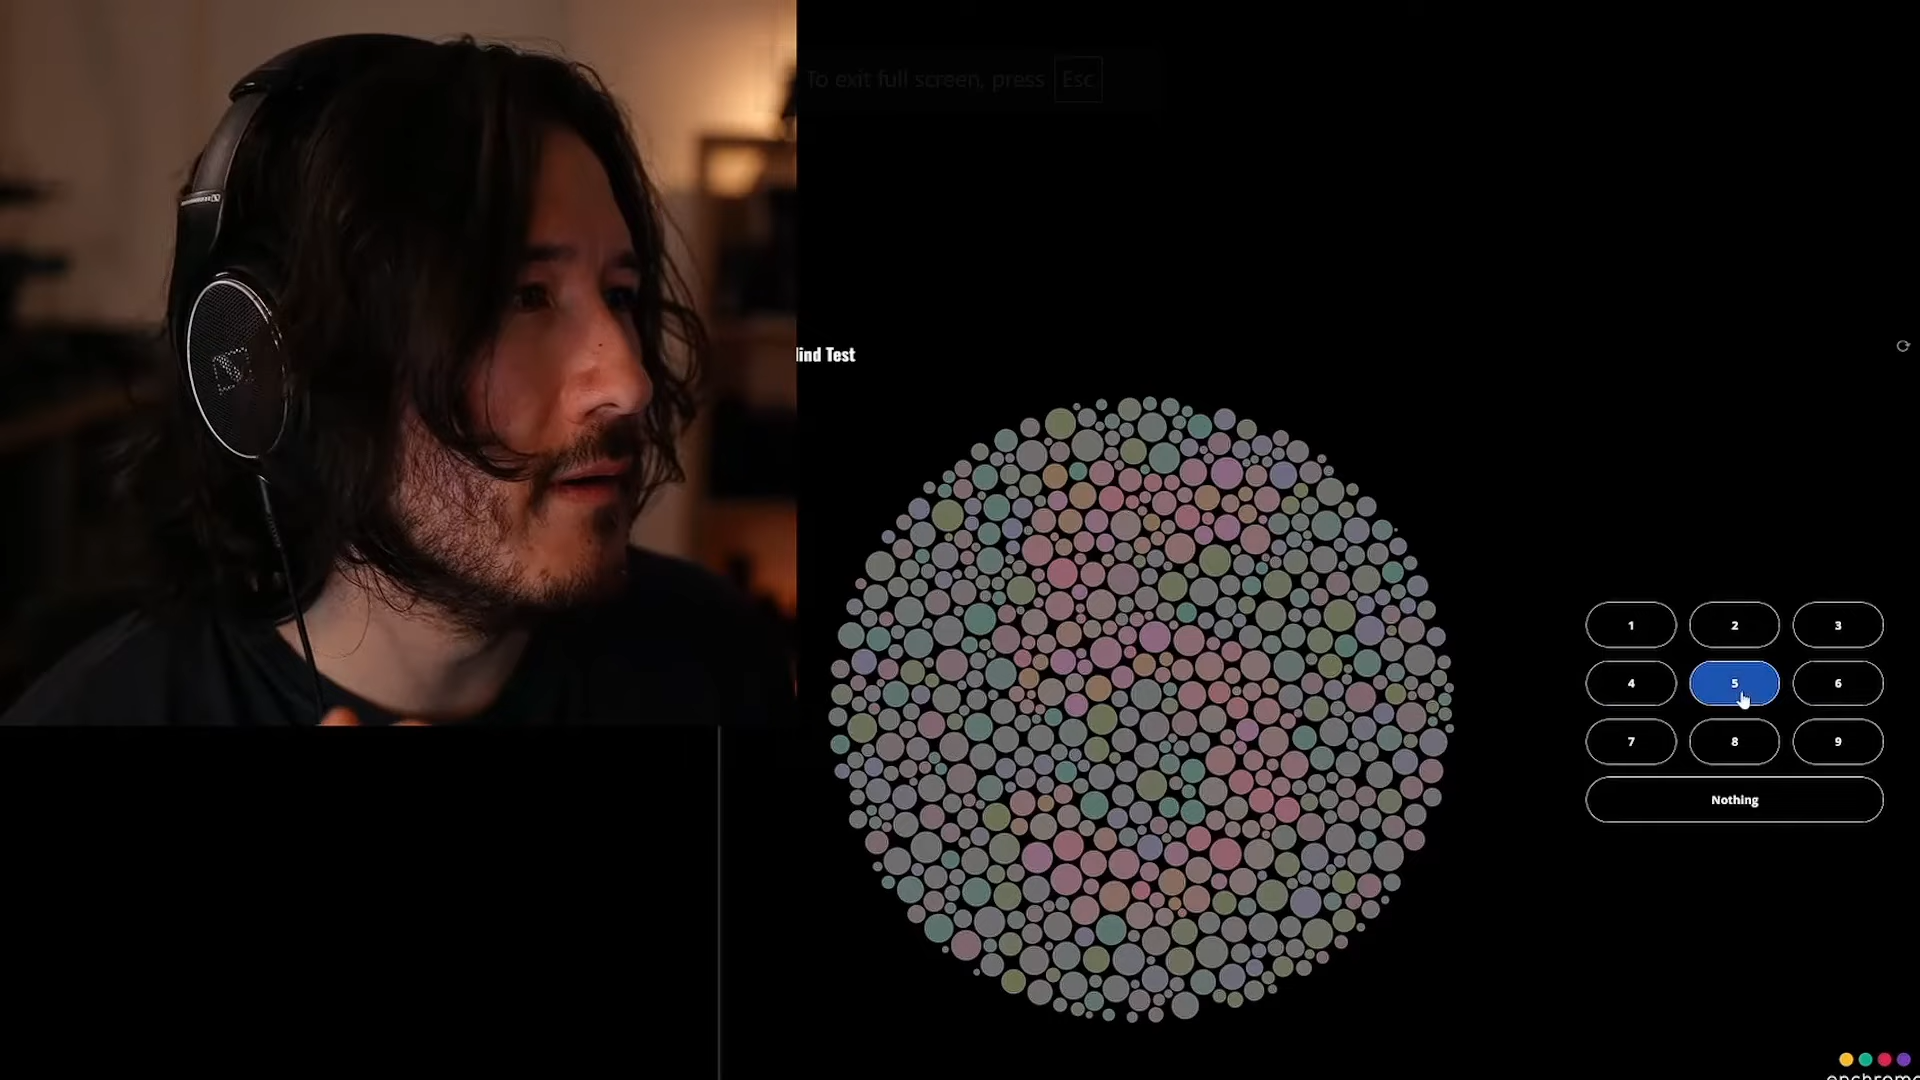 To exit full screen, press Esc
lind Test
1 2 3
4 5 6
7 8 9
Nothing